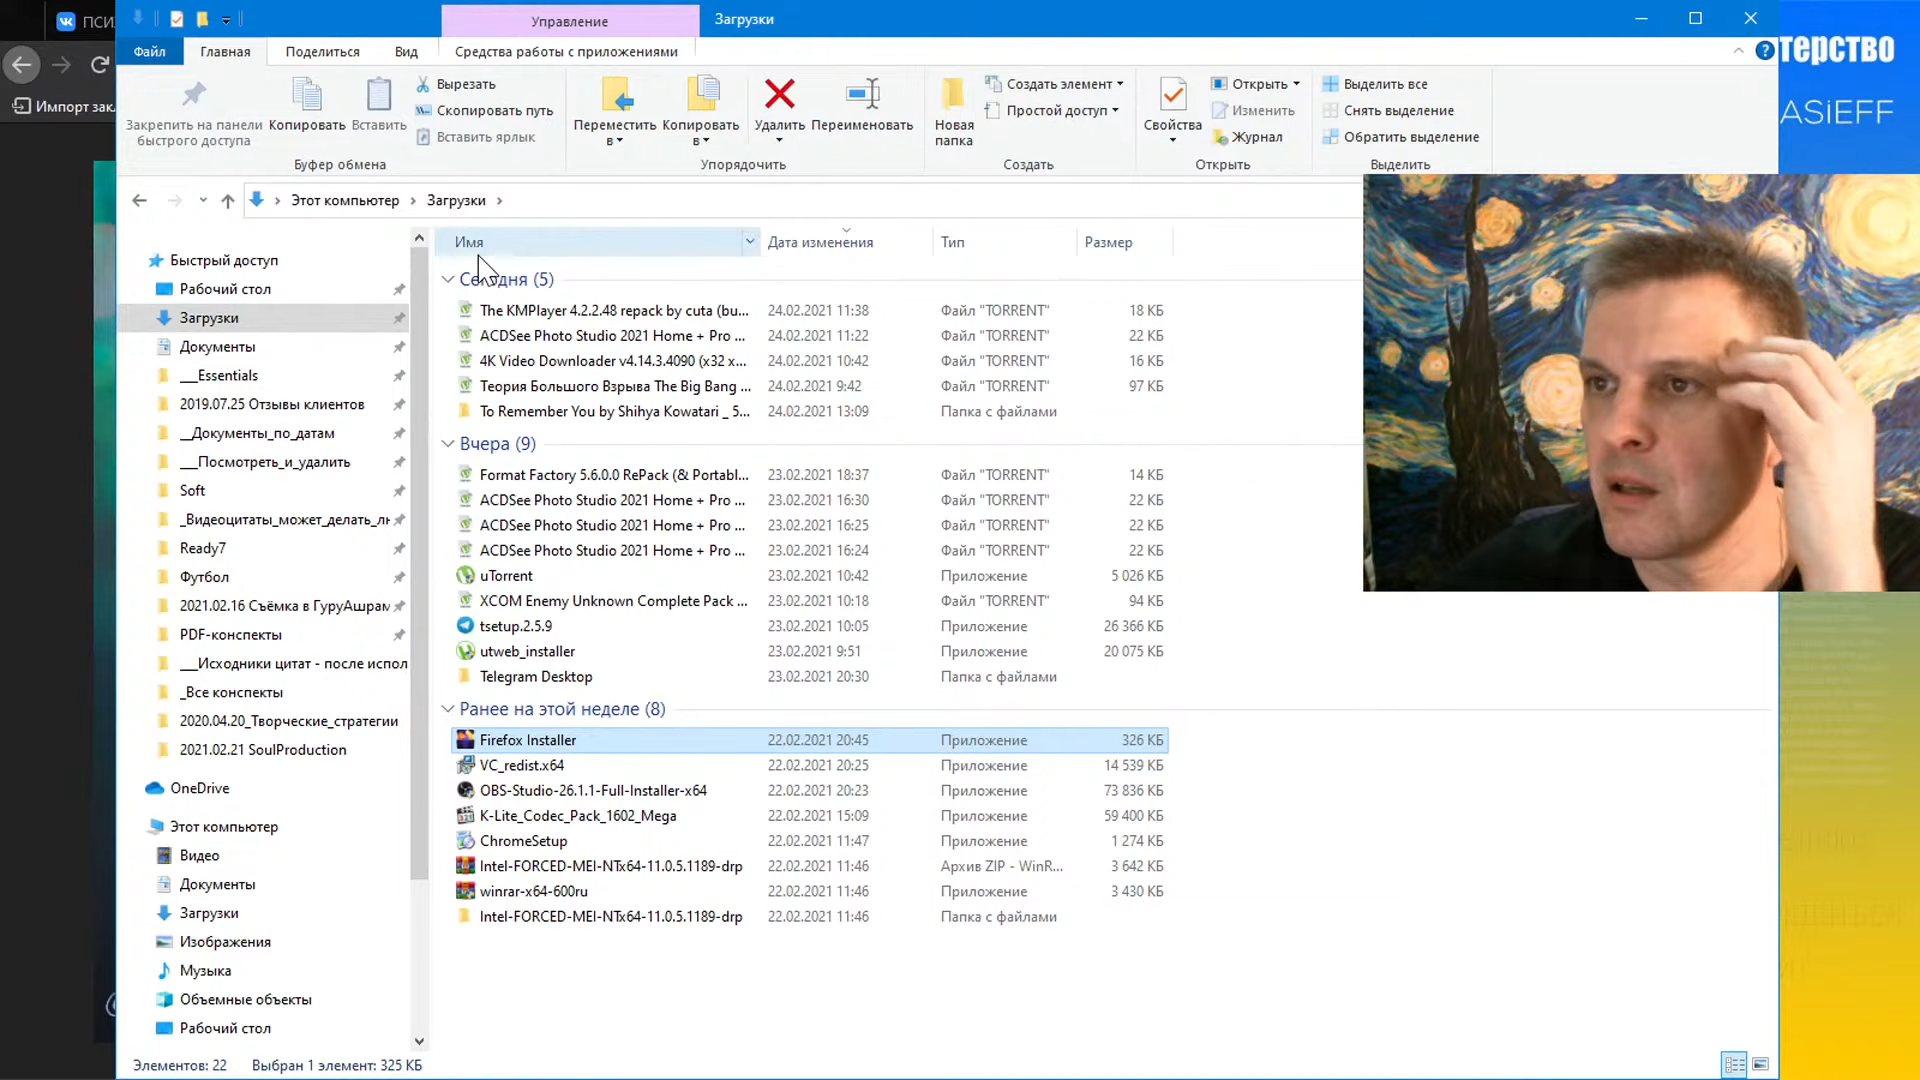 ПСИ
Управление
Загрузки
Файл
Главная
Поделиться
Вид
Средства работы с приложениями
терство
ASiEFF
Импорт зак
Закрепить на панели быстрого доступа
Копировать
Вставить
Вырезать
Скопировать путь
Вставить ярлык
Буфер обмена
Переместить в
Копировать в
Удалить
Переименовать
Упорядочить
Новая папка
Создать элемент
Простой доступ
Создать
Свойства
Открыть
Изменить
Журнал
Открыть
Выделить все
Снять выделение
Обратить выделение
Выделить
Этот компьютер
Загрузки
Быстрый доступ
Рабочий стол
Загрузки
Документы
___Essentials
2019.07.25 Отзывы клиентов
__Документы_по_датам
___Посмотреть_и_удалить
Soft
_Видеоцитаты_может_делать_лк
Ready7
Футбол
2021.02.16 Съёмка в ГуруАшрам
PDF-конспекты
___Исходники цитат - после испол
_Все конспекты
2020.04.20_Творческие_стратегии
2021.02.21 SoulProduction
OneDrive
Этот компьютер
Видео
Документы
Загрузки
Изображения
Музыка
Объемные объекты
Рабочий стол
Имя Дата изменения Тип Размер
Сегодня (5)
The KMPlayer 4.2.2.48 repack by cuta (bu... 24.02.2021 11:38 Файл "TORRENT" 18 КБ
ACDSee Photo Studio 2021 Home + Pro ... 24.02.2021 11:22 Файл "TORRENT" 22 КБ
4K Video Downloader v4.14.3.4090 (x32 x... 24.02.2021 10:42 Файл "TORRENT" 16 КБ
Теория Большого Взрыва The Big Bang ... 24.02.2021 9:42 Файл "TORRENT" 97 КБ
To Remember You by Shihya Kowatari _ 5... 24.02.2021 13:09 Папка с файлами
Вчера (9)
Format Factory 5.6.0.0 RePack (& Portabl... 23.02.2021 18:37 Файл "TORRENT" 14 КБ
ACDSee Photo Studio 2021 Home + Pro ... 23.02.2021 16:30 Файл "TORRENT" 22 КБ
ACDSee Photo Studio 2021 Home + Pro ... 23.02.2021 16:25 Файл "TORRENT" 22 КБ
ACDSee Photo Studio 2021 Home + Pro ... 23.02.2021 16:24 Файл "TORRENT" 22 КБ
uTorrent 23.02.2021 10:42 Приложение 5 026 КБ
XCOM Enemy Unknown Complete Pack ... 23.02.2021 10:18 Файл "TORRENT" 94 КБ
tsetup.2.5.9 23.02.2021 10:05 Приложение 26 366 КБ
utweb_installer 23.02.2021 9:51 Приложение 20 075 КБ
Telegram Desktop 23.02.2021 20:30 Папка с файлами
Ранее на этой неделе (8)
Firefox Installer 22.02.2021 20:45 Приложение 326 КБ
VC_redist.x64 22.02.2021 20:25 Приложение 14 539 КБ
OBS-Studio-26.1.1-Full-Installer-x64 22.02.2021 20:23 Приложение 73 836 КБ
K-Lite_Codec_Pack_1602_Mega 22.02.2021 15:09 Приложение 59 400 КБ
ChromeSetup 22.02.2021 11:47 Приложение 1 274 КБ
Intel-FORCED-MEI-NTx64-11.0.5.1189-drp 22.02.2021 11:46 Архив ZIP - WinR... 3 642 КБ
winrar-x64-600ru 22.02.2021 11:46 Приложение 3 430 КБ
Intel-FORCED-MEI-NTx64-11.0.5.1189-drp 22.02.2021 11:46 Папка с файлами
Элементов: 22 Выбран 1 элемент: 325 КБ